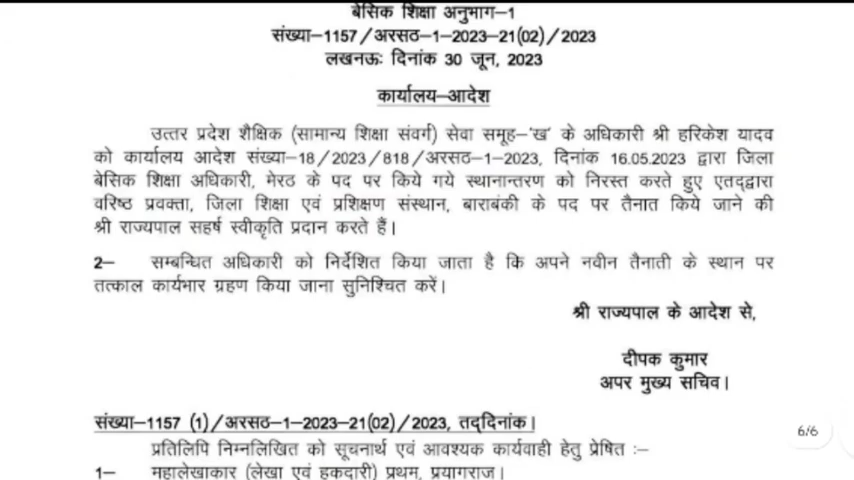 बेसिक शिक्षा अनुभाग–1
संख्या–1157/अरसठ–1–2023–21(02)/2023
लखनऊः दिनांक 30 जून, 2023
कार्यालय–आदेश
उत्तर प्रदेश शैक्षिक (सामान्य शिक्षा संवर्ग) सेवा समूह–'ख' के अधिकारी श्री हरिकेश यादव
को कार्यालय आदेश संख्या–18/2023/818/अरसठ–1–2023, दिनांक 16.05.2023 द्वारा जिला
बेसिक शिक्षा अधिकारी, मेरठ के पद पर किये गये स्थानान्तरण को निरस्त करते हुए एतद्द्वारा
वरिष्ठ प्रवक्ता, जिला शिक्षा एवं प्रशिक्षण संस्थान, बाराबंकी के पद पर तैनात किये जाने की
श्री राज्यपाल सहर्ष स्वीकृति प्रदान करते हैं।
2– सम्बन्धित अधिकारी को निर्देशित किया जाता है कि अपने नवीन तैनाती के स्थान पर
तत्काल कार्यभार ग्रहण किया जाना सुनिश्चित करें।
श्री राज्यपाल के आदेश से,
दीपक कुमार
अपर मुख्य सचिव।
संख्या–1157 (1)/अरसठ–1–2023–21(02)/2023, तद्दिनांक।
6/6
प्रतिलिपि निम्नलिखित को सूचनार्थ एवं आवश्यक कार्यवाही हेतु प्रेषित :–
1– महालेखाकार (लेखा एवं हकदारी) प्रथम, प्रयागराज।